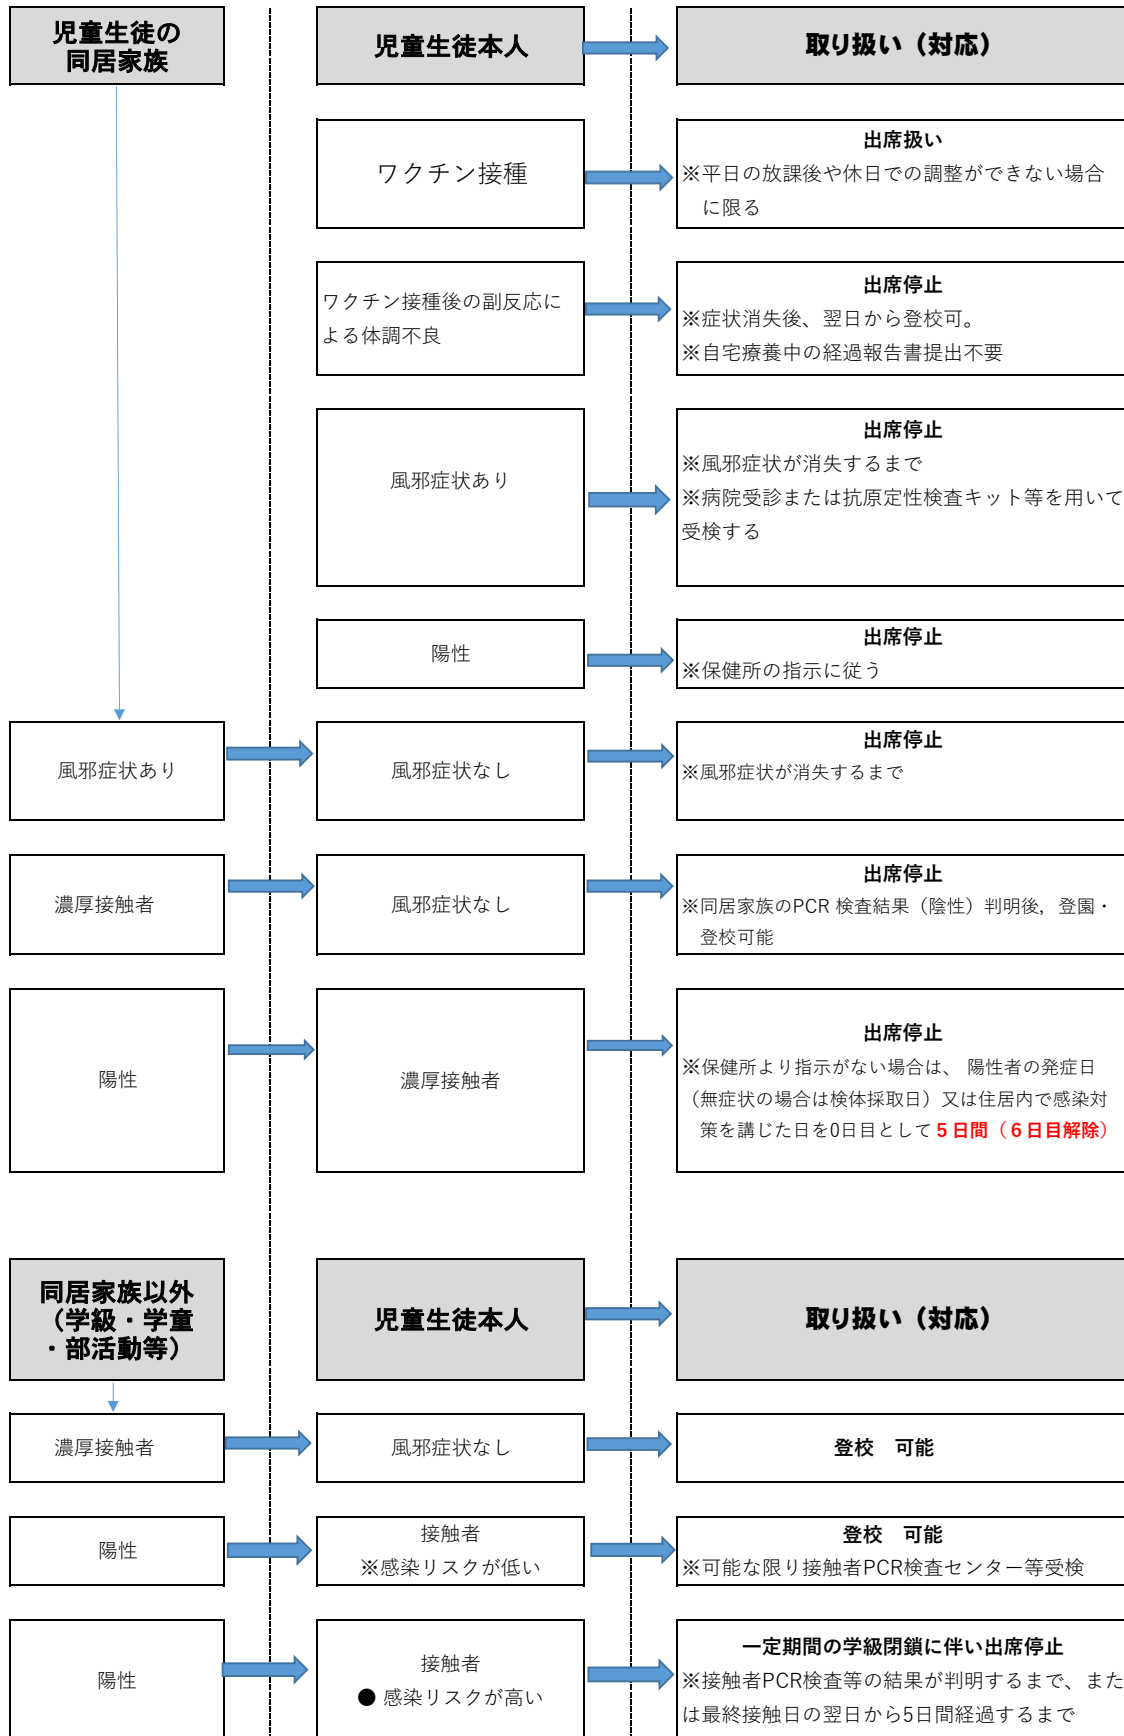 児童生徒の
同居家族
児童生徒本人
取り扱い（対応）
ワクチン接種
出席扱い
※平日の放課後や休日での調整ができない場合
に限る
ワクチン接種後の副反応に
よる体調不良
出席停止
※症状消失後、翌日から登校可。
※自宅療養中の経過報告書提出不要
風邪症状あり
出席停止
※風邪症状が消失するまで
※病院受診または抗原定性検査キット等を用いて
受検する
陽性
出席停止
※保健所の指示に従う
風邪症状あり
風邪症状なし
出席停止
※風邪症状が消失するまで
濃厚接触者
風邪症状なし
出席停止
※同居家族のPCR 検査結果（陰性）判明後，登園・
登校可能
陽性
濃厚接触者
出席停止
※保健所より指示がない場合は、 陽性者の発症日
（無症状の場合は検体採取日）又は住居内で感染対
策を講じた日を0日目として５日間（６日目解除）
同居家族以外
（学級・学童
・部活動等）
児童生徒本人
取り扱い（対応）
濃厚接触者
風邪症状なし
登校　可能
陽性
接触者
※感染リスクが低い
登校　可能
※可能な限り接触者PCR検査センター等受検
陽性
接触者
● 感染リスクが高い
一定期間の学級閉鎖に伴い出席停止
※接触者PCR検査等の結果が判明するまで、また
は最終接触日の翌日から5日間経過するまで